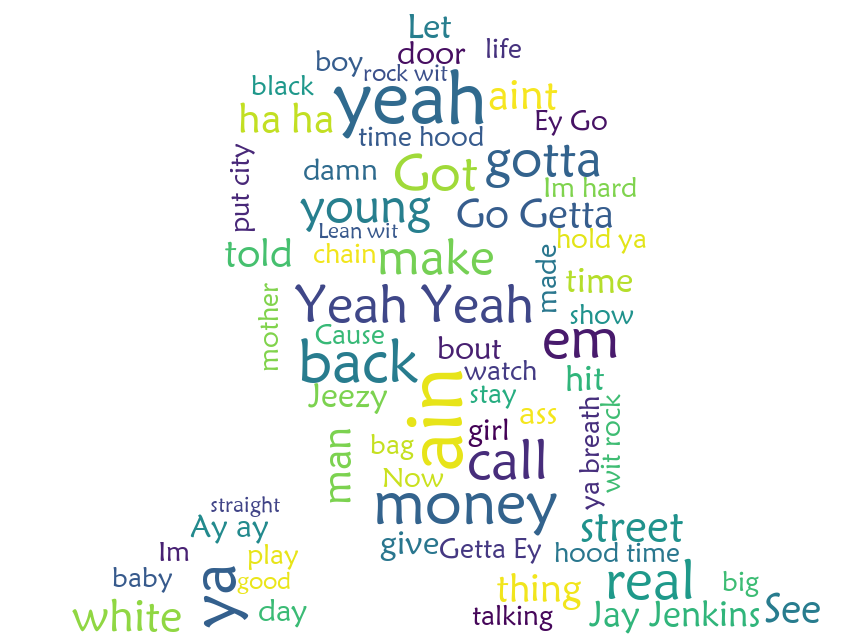 Let
door
life
boy
rock wit
black
yeah
aint
ha ha
Ey Go
time hood
put city
damn
Got
gotta
Im hard
young
Go Getta
Lean wit
hold ya
told
chain
make
made
time
mother
Yeah Yeah
show
Cause
back
bout
em
watch
hit
Jeezy
ain
stay
ass
ya breath
wit rock
man
bag
girl
call
Now
money
straight
Ay ay
street
Im
play
give
Getta Ey
hood time
baby
ya
good
thing
real
big
white
day
talking
Jay Jenkins
See